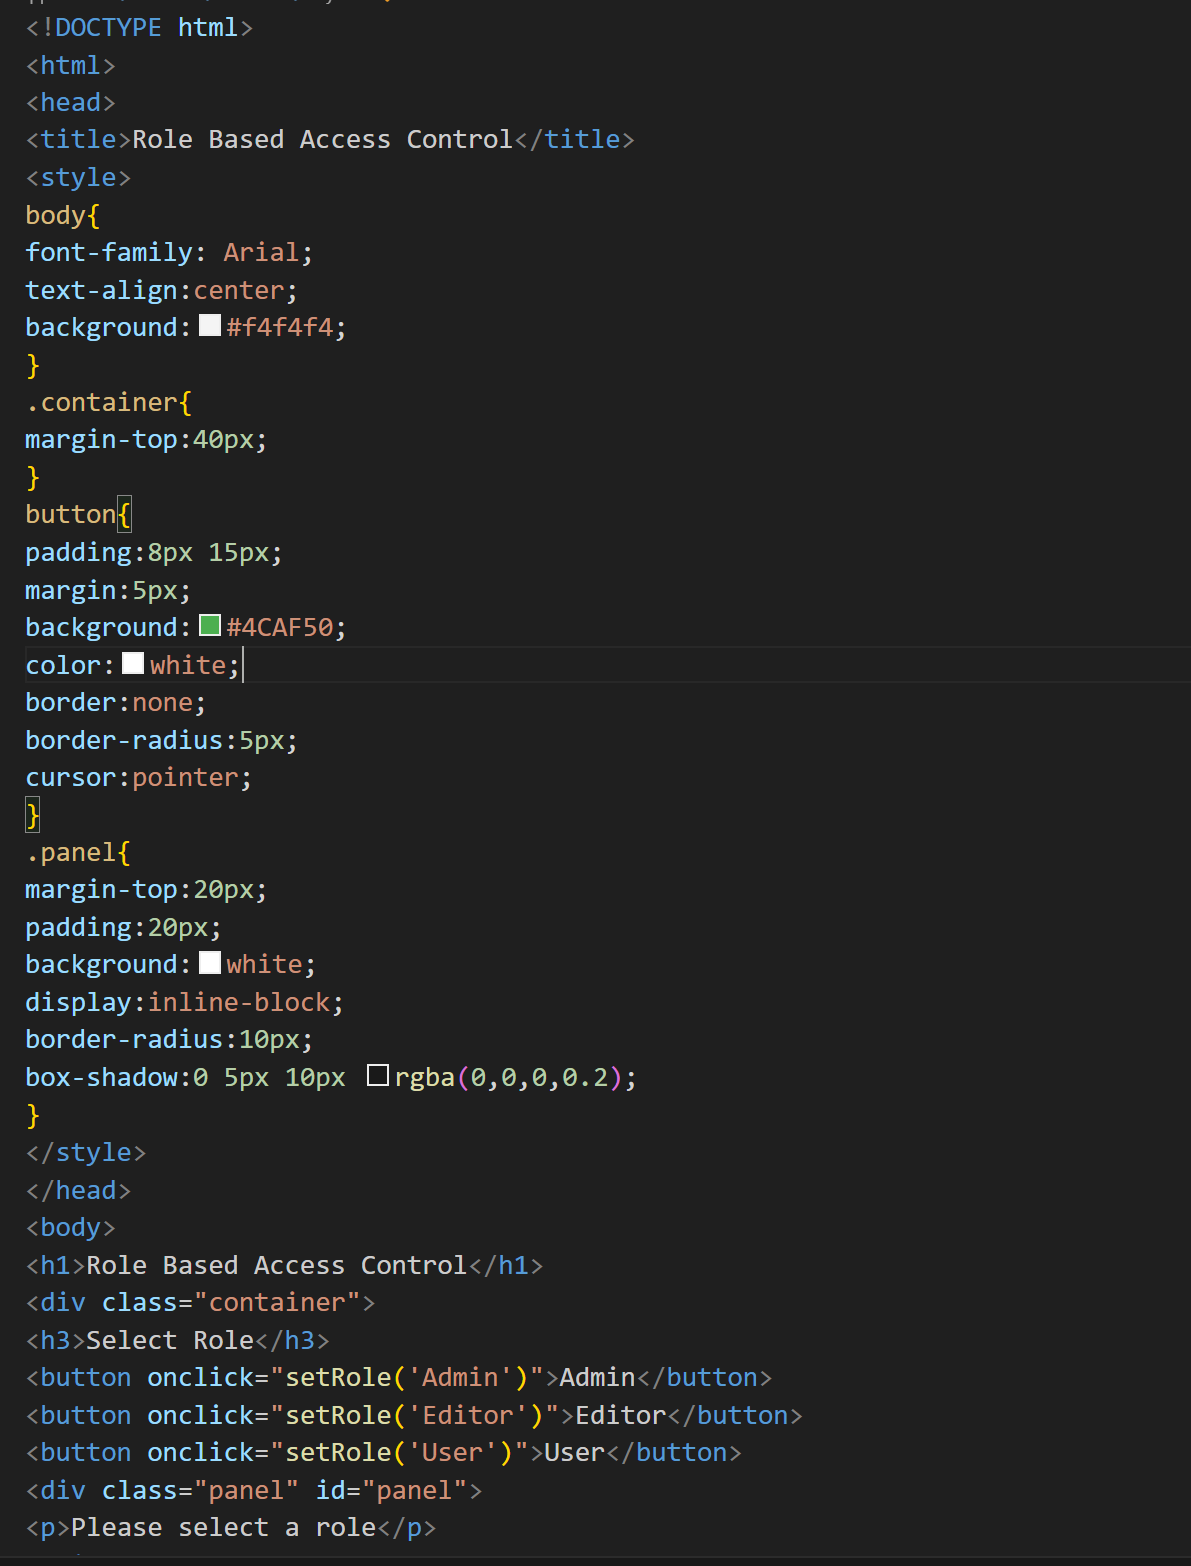 <!DOCTYPE html>
<html>
<head>
<title>Role Based Access Control</title>
<style>
body{
font-family: Arial;
text-align:center;
background:#f4f4f4;
}
.container{
margin-top:40px;
}
button{
padding:8px 15px;
margin:5px;
background:#4CAF50;
color:white;
border:none;
border-radius:5px;
cursor:pointer;
}
.panel{
margin-top:20px;
padding:20px;
background:white;
display:inline-block;
border-radius:10px;
box-shadow:0 5px 10px rgba(0,0,0,0.2);
}
</style>
</head>
<body>
<h1>Role Based Access Control</h1>
<div class="container">
<h3>Select Role</h3>
<button onclick="setRole('Admin')">Admin</button>
<button onclick="setRole('Editor')">Editor</button>
<button onclick="setRole('User')">User</button>
<div class="panel" id="panel">
<p>Please select a role</p>